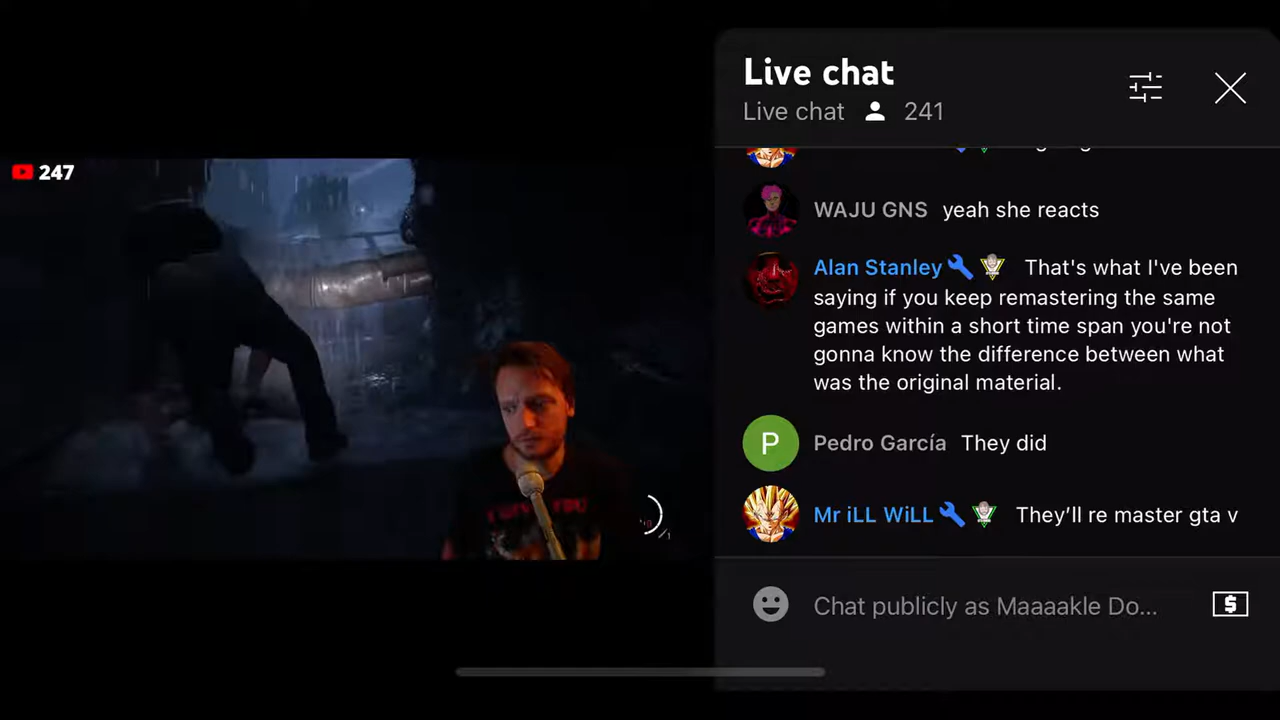 Live chat
Live chat 241
247
WAJU GNS yeah she reacts
Alan Stanley That's what I've been
saying if you keep remastering the same
games within a short time span you're not
gonna know the difference between what
was the original material.
P Pedro García They did
Mr iLL WiLL They’ll re master gta v
Chat publicly as Maaaakle Do...
$